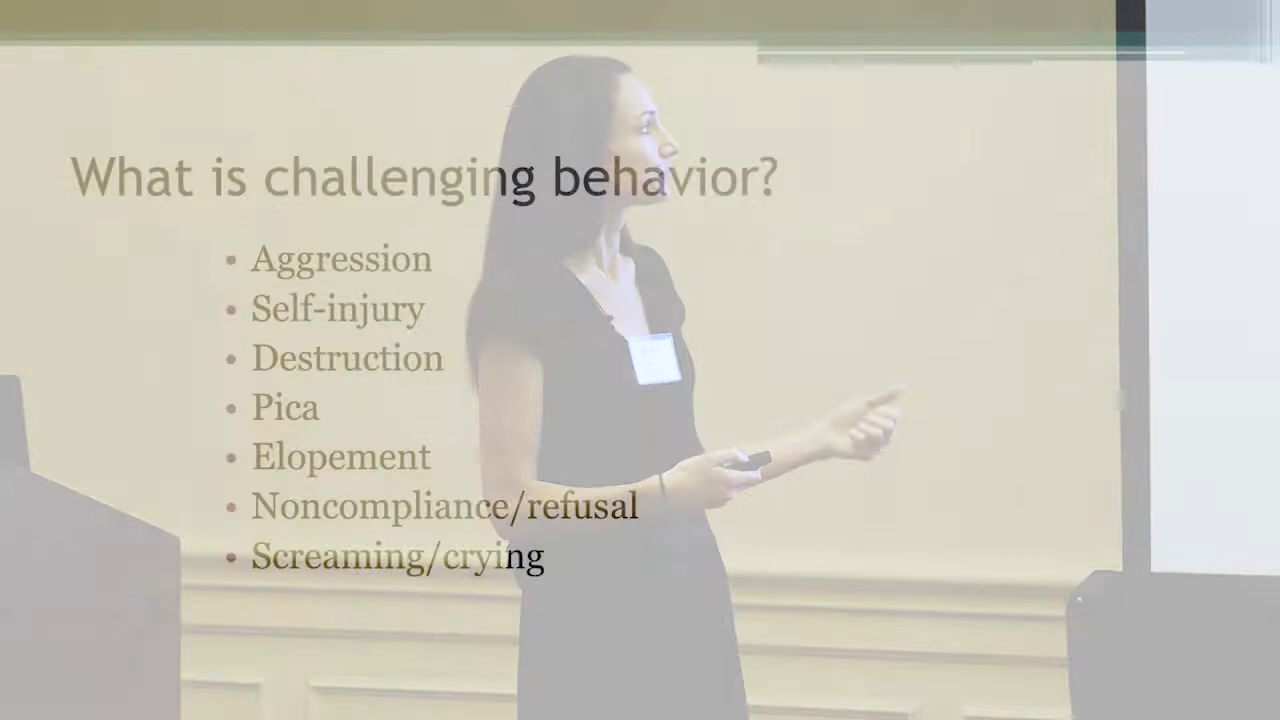 What is challenging behavior?
• Aggression
• Self-injury
• Destruction
• Pica
• Elopement
• Noncompliance/refusal
• Screaming/crying